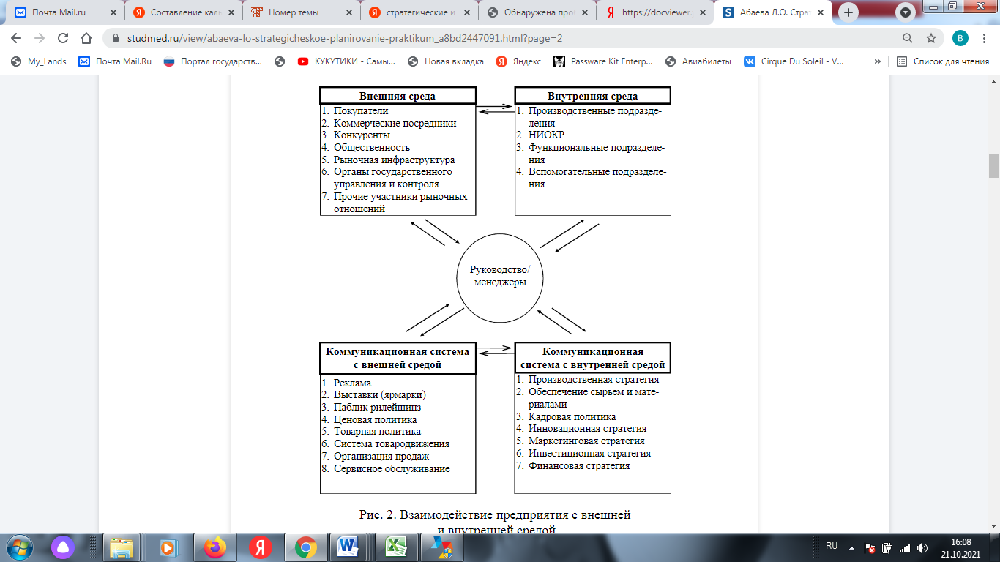 Почта Mail.ru
Составление каль
Номер темы
стратегические и
Обнаружена про
https://docviewer.
Абаева Л.О. Страт
studmed.ru/view/abaeva-lo-strategicheskoe-planirovanie-praktikum_a8bd2447091.html?page=2
В
My_Lands
Почта Mail.Ru
Портал государств...
КУКУТИКИ - Самы...
Новая вкладка
Яндекс
Passware Kit Enterp...
Авиабилеты
Cirque Du Soleil - V...
»
Список для чтения
Внешняя среда
1. Покупатели
2. Коммерческие посредники
3. Конкуренты
4. Общественность
5. Рыночная инфраструктура
6. Органы государственного
управления и контроля
7. Прочие участники рыночных
отношений
Внутренняя среда
1. Производственные подразде-
ления
2. НИОКР
3. Функциональные подразделе-
ния
4. Вспомогательные подразделе-
ния
Руководство/
менеджеры
Коммуникационная система
с внешней средой
1. Реклама
2. Выставки (ярмарки)
3. Паблик рилейшинз
4. Ценовая политика
5. Товарная политика
6. Система товародвижения
7. Организация продаж
8. Сервисное обслуживание
Коммуникационная
система с внутренней средой
1. Производственная стратегия
2. Обеспечение сырьем и мате-
риалами
3. Кадровая политика
4. Инновационная стратегия
5. Маркетинговая стратегия
6. Инвестиционная стратегия
7. Финансовая стратегия
Рис. 2. Взаимодействие предприятия с внешней
и внутренней средой
RU
16:08
21.10.2021